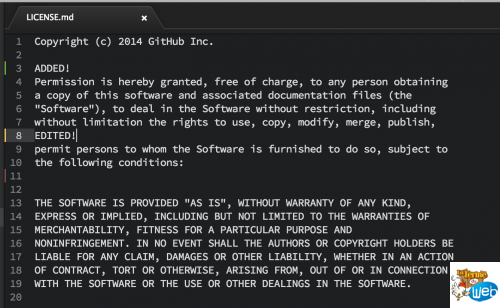 LICENSE.md ×
1 Copyright (c) 2014 GitHub Inc.
2
3 ADDED!
4 Permission is hereby granted, free of charge, to any person obtaining
5 a copy of this software and associated documentation files (the
6 "Software"), to deal in the Software without restriction, including
7 without limitation the rights to use, copy, modify, merge, publish,
8 EDITED!
9 permit persons to whom the Software is furnished to do so, subject to
10 the following conditions:
11
12
13 THE SOFTWARE IS PROVIDED "AS IS", WITHOUT WARRANTY OF ANY KIND,
14 EXPRESS OR IMPLIED, INCLUDING BUT NOT LIMITED TO THE WARRANTIES OF
15 MERCHANTABILITY, FITNESS FOR A PARTICULAR PURPOSE AND
16 NONINFRINGEMENT. IN NO EVENT SHALL THE AUTHORS OR COPYRIGHT HOLDERS BE
17 LIABLE FOR ANY CLAIM, DAMAGES OR OTHER LIABILITY, WHETHER IN AN ACTION
18 OF CONTRACT, TORT OR OTHERWISE, ARISING FROM, OUT OF OR IN CONNECTION
19 WITH THE SOFTWARE OR THE USE OR OTHER DEALINGS IN THE SOFTWARE.
20
Ferme
du
Web